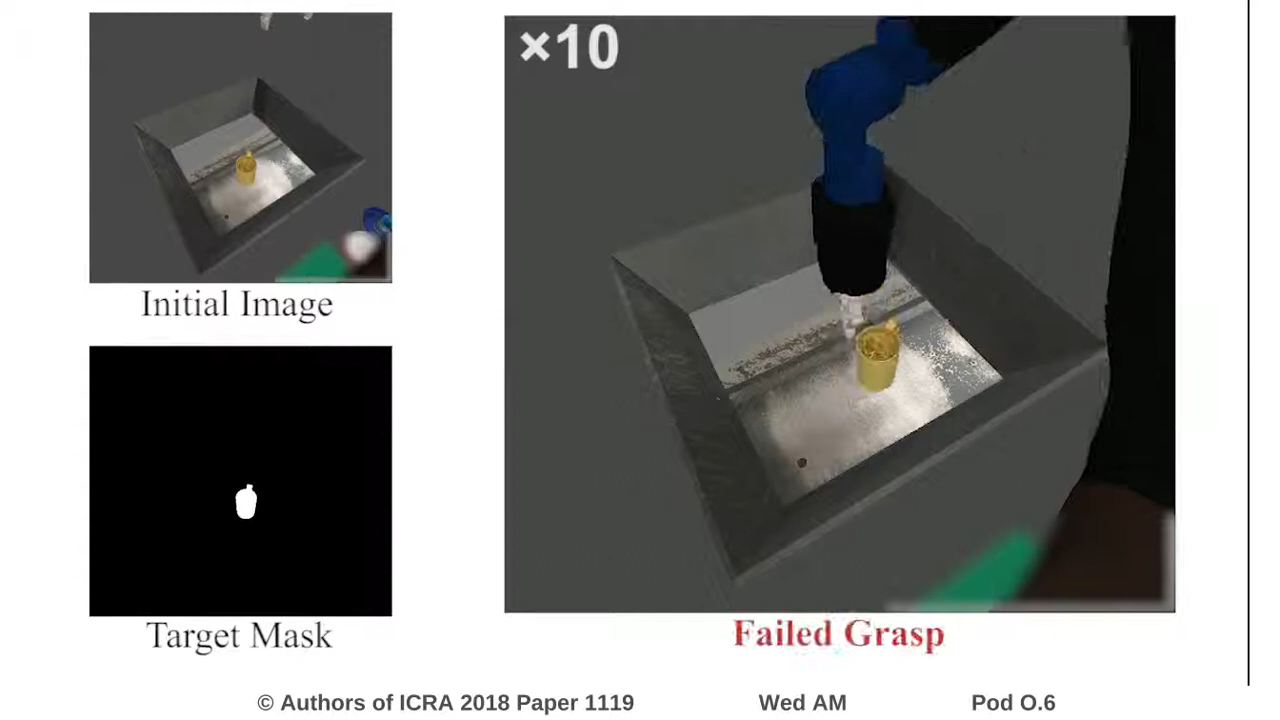 ×10
Initial Image
Target Mask
Failed Grasp
© Authors of ICRA 2018 Paper 1119 Wed AM Pod O.6